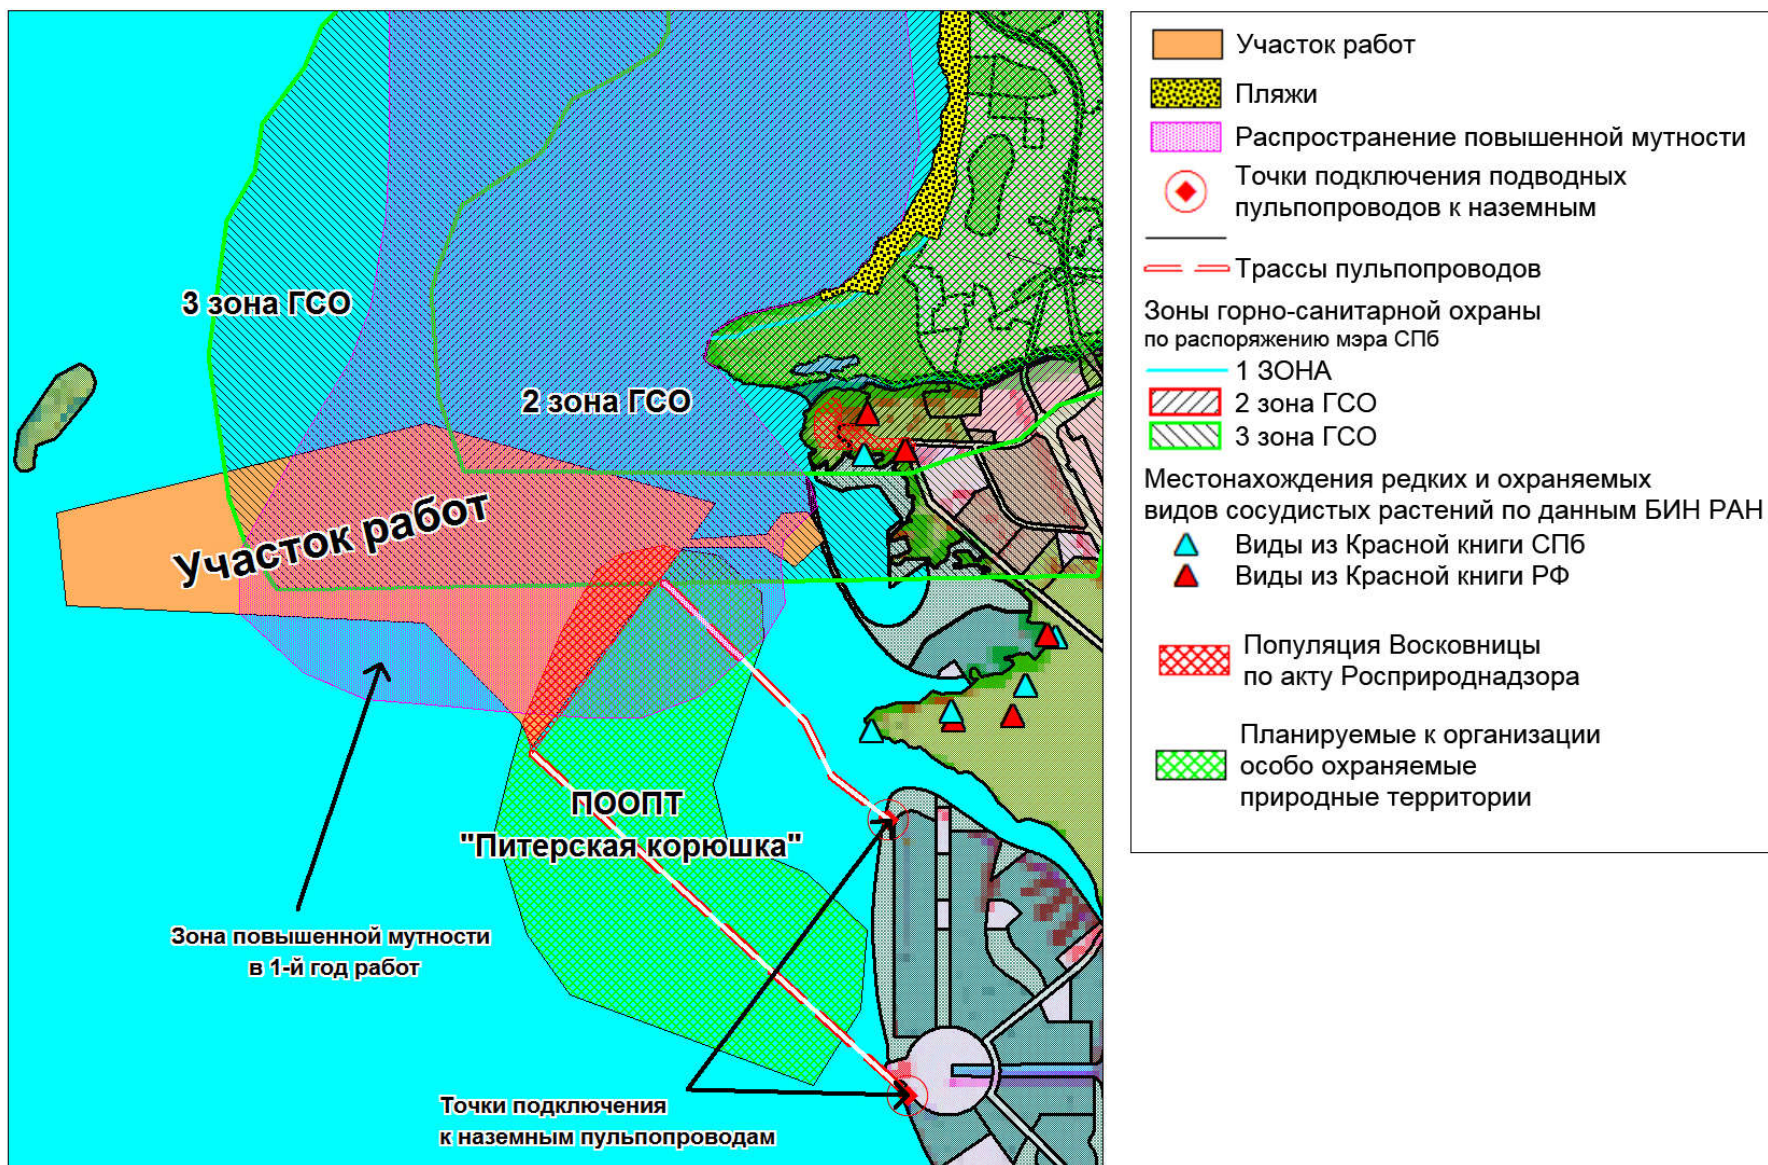 3 зона ГСО
2 зона ГСО
Участок работ
ПООПТ
"Питерская корюшка"
Зона повышенной мутности
в 1-й год работ
Точки подключения
к наземным пульпопроводам
Участок работ
Пляжи
Распространение повышенной мутности
Точки подключения подводных
пульпопроводов к наземным
Трассы пульпопроводов
Зоны горно-санитарной охраны
по распоряжению мэра СПб
1 ЗОНА
2 зона ГСО
3 зона ГСО
Местонахождения редких и охраняемых
видов сосудистых растений по данным БИН РАН
Виды из Красной книги СПб
Виды из Красной книги РФ
Популяция Восковницы
по акту Росприроднадзора
Планируемые к организации
особо охраняемые
природные территории